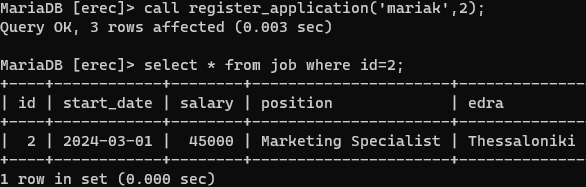 MariaDB [erec]> call register_application('mariak',2);
Query OK, 3 rows affected (0.003 sec)
MariaDB [erec]> select * from job where id=2;
+----+------------+--------+----------------------+--------------
| id | start_date | salary | position             | edra
+----+------------+--------+----------------------+--------------
|  2 | 2024-03-01 |  45000 | Marketing Specialist | Thessaloniki
+----+------------+--------+----------------------+--------------
1 row in set (0.000 sec)